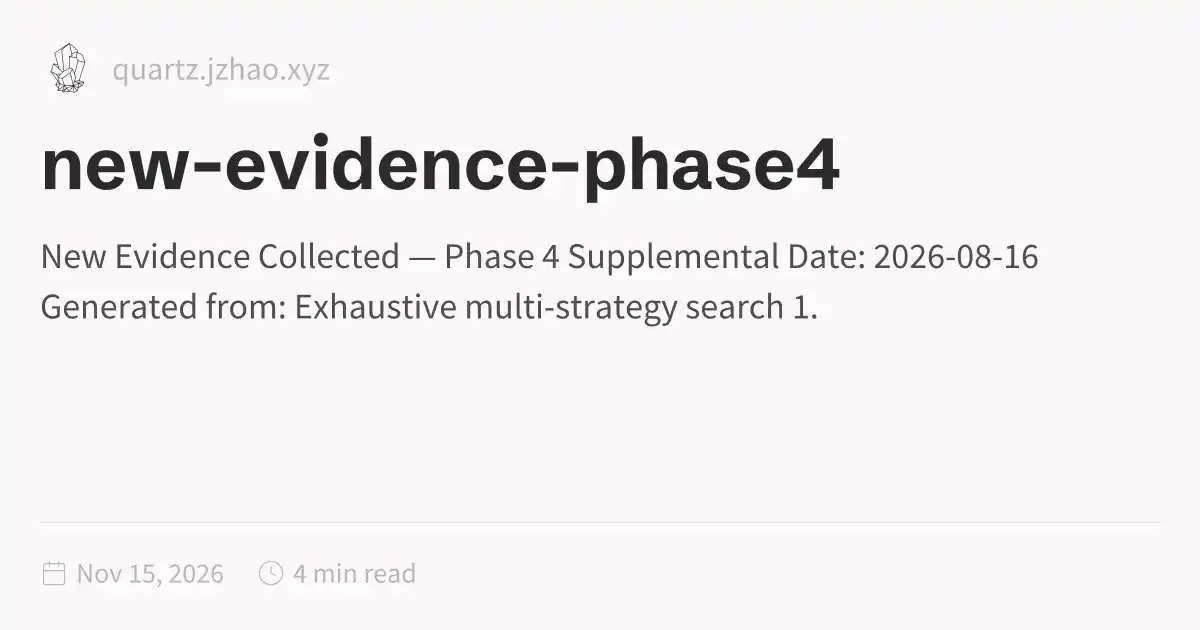 quartz.jzhao.xyz
new-evidence-phase4
New Evidence Collected — Phase 4 Supplemental Date: 2026-08-16
Generated from: Exhaustive multi-strategy search 1.
Nov 15, 2026 4 min read